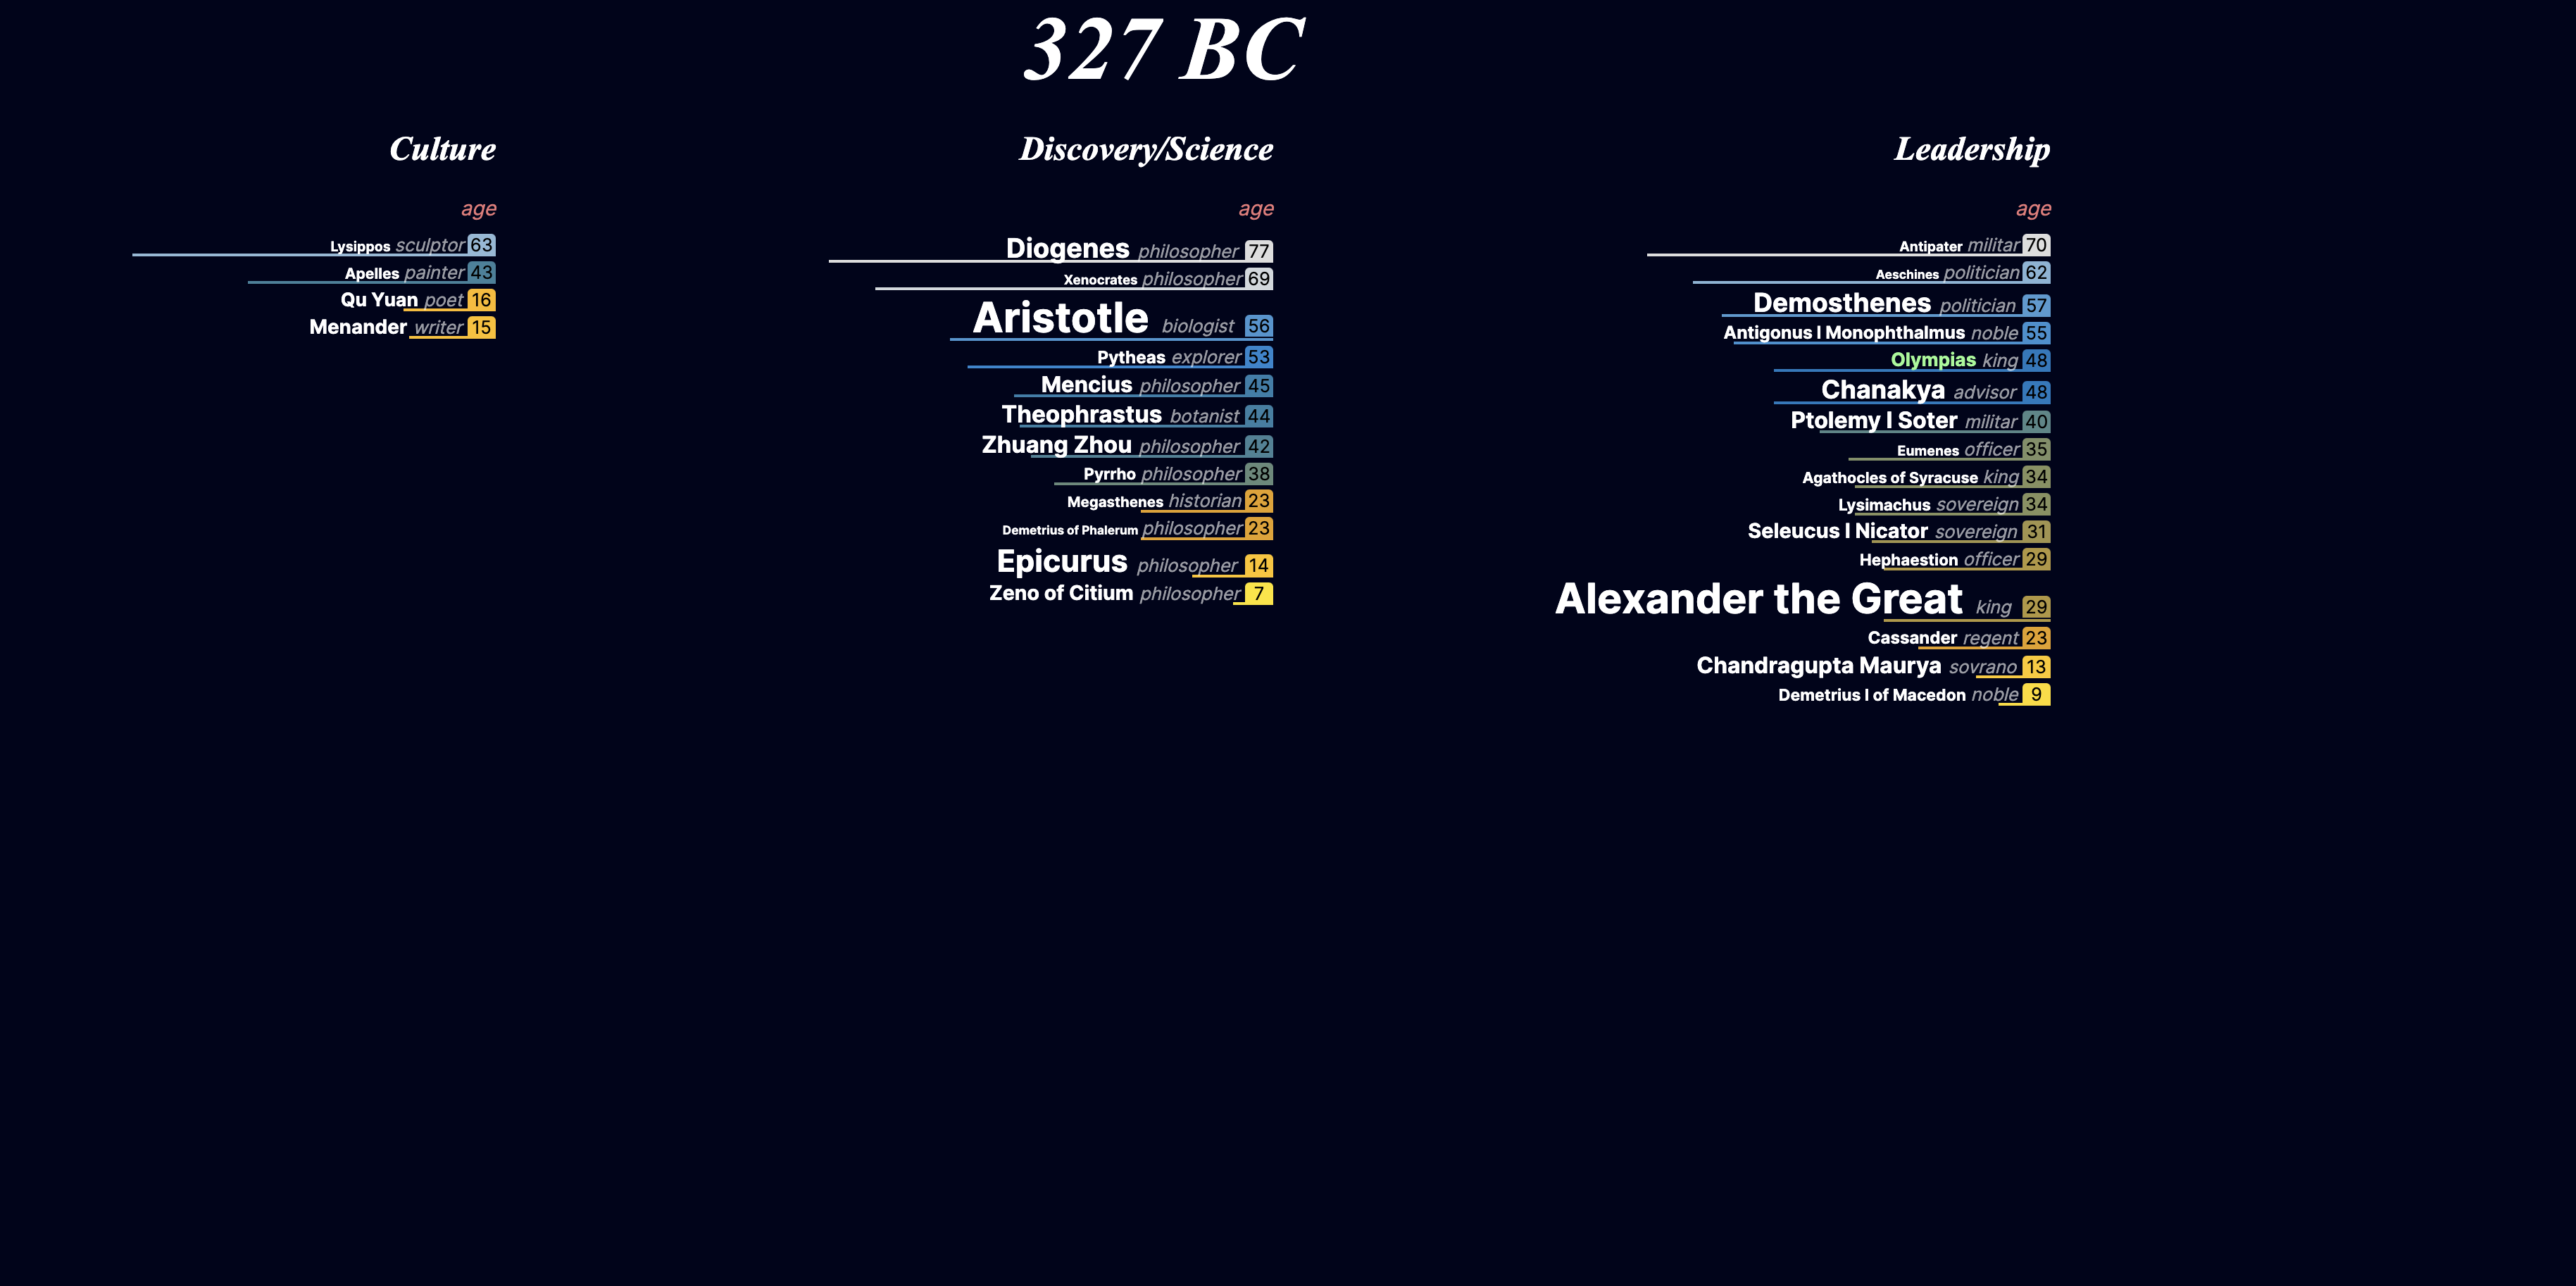 327 BC
Culture
age
Lysippos sculptor 63
Apelles painter 43
Qu Yuan poet 16
Menander writer 15
Discovery/Science
age
Diogenes philosopher 77
Xenocrates philosopher 69
Aristotle biologist 56
Pytheas explorer 53
Mencius philosopher 45
Theophrastus botanist 44
Zhuang Zhou philosopher 42
Pyrrho philosopher 38
Megasthenes historian 23
Demetrius of Phalerum philosopher 23
Epicurus philosopher 14
Zeno of Citium philosopher 7
Leadership
age
Antipater militar 70
Aeschines politician 62
Demosthenes politician 57
Antigonus I Monophthalmus noble 55
Olympias king 48
Chanakya advisor 48
Ptolemy I Soter militar 40
Eumenes officer 35
Agathocles of Syracuse king 34
Lysimachus sovereign 34
Seleucus I Nicator sovereign 31
Hephaestion officer 29
Alexander the Great king 29
Cassander regent 23
Chandragupta Maurya sovrano 13
Demetrius I of Macedon noble 9